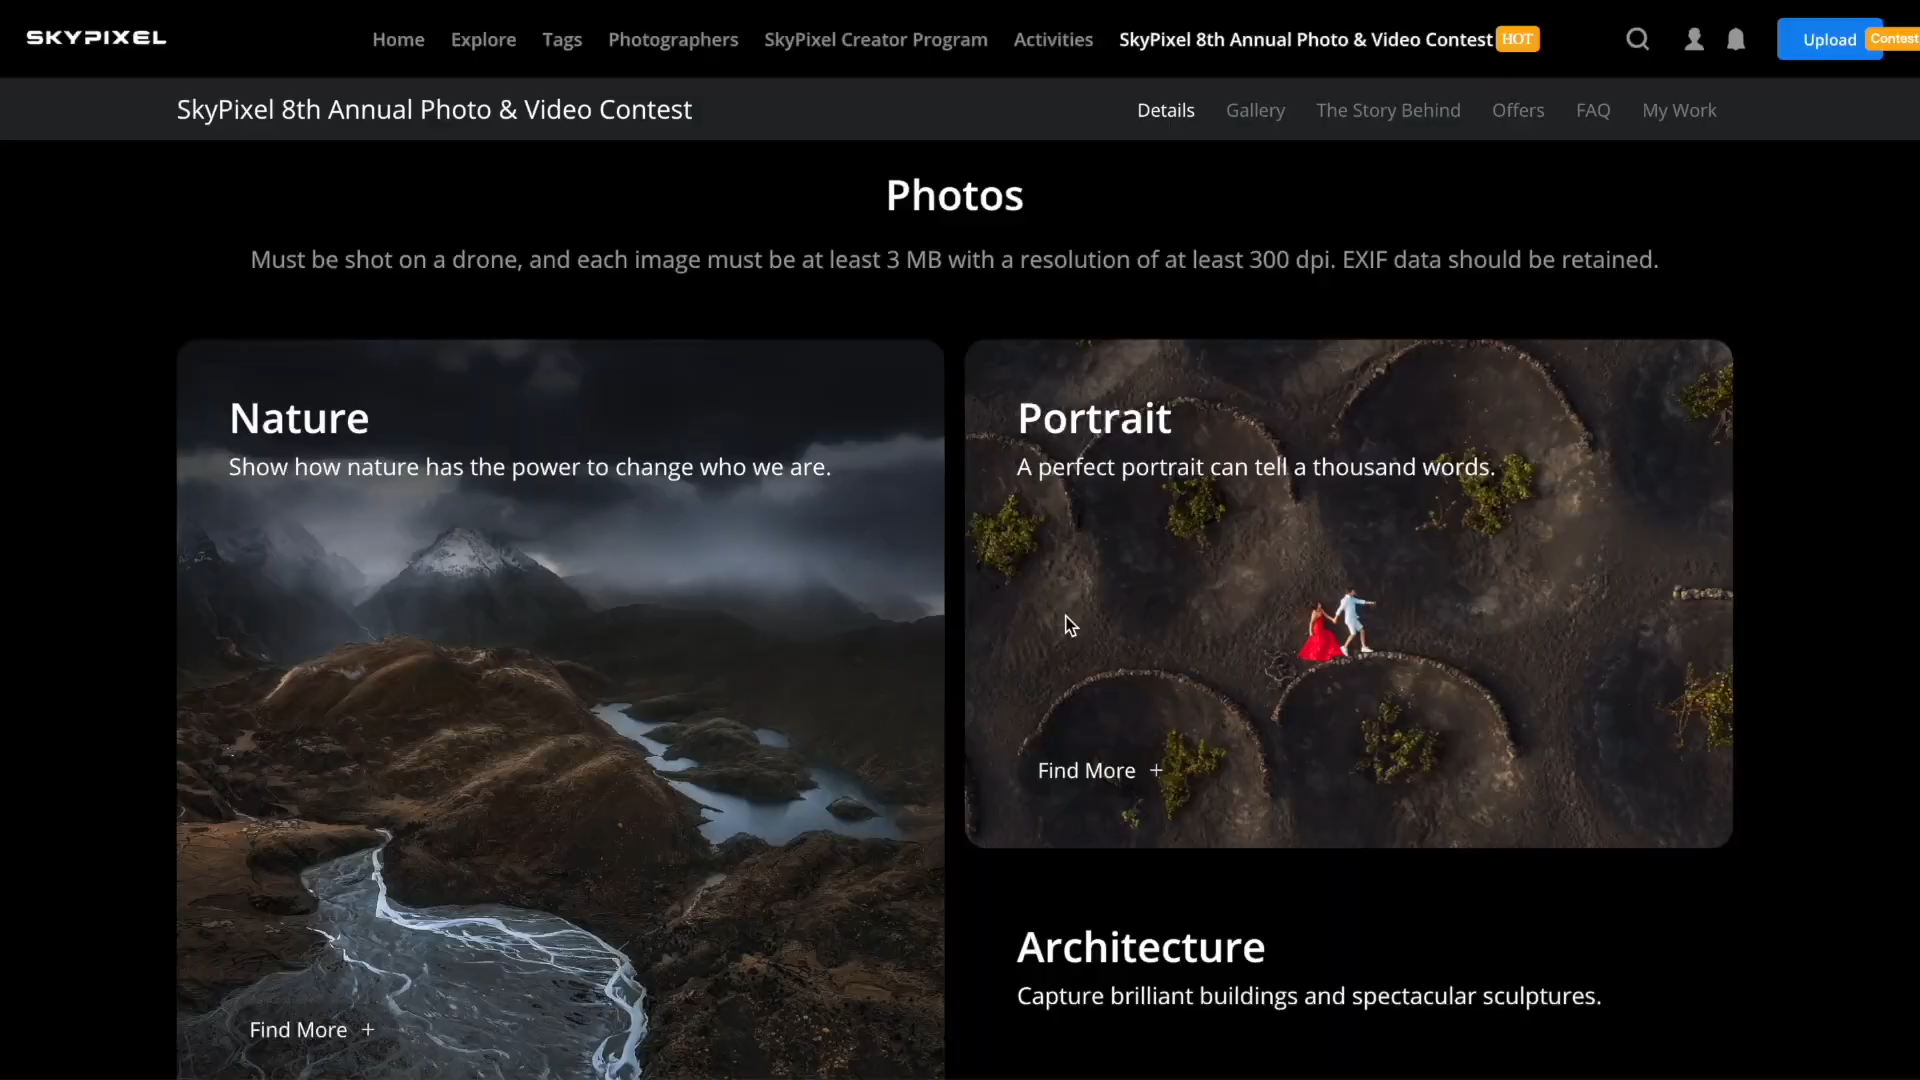 SKYPIXEL
Home Explore Tags Photographers SkyPixel Creator Program Activities SkyPixel 8th Annual Photo & Video Contest HOT Upload Contest
SkyPixel 8th Annual Photo & Video Contest
Details Gallery The Story Behind Offers FAQ My Work
Photos
Must be shot on a drone, and each image must be at least 3 MB with a resolution of at least 300 dpi. EXIF data should be retained.
Nature
Show how nature has the power to change who we are.
Find More +
Portrait
A perfect portrait can tell a thousand words.
Find More +
Architecture
Capture brilliant buildings and spectacular sculptures.